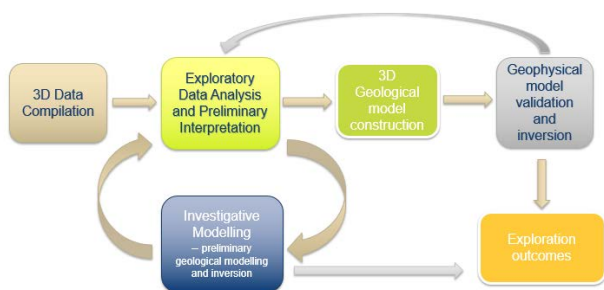 3D Data
Compilation
Exploratory
Data Analysis
and Preliminary
Interpretation
3D
Geological
model
construction
Geophysical
model
validation
and
inversion
Investigative
Modelling
– preliminary
geological modelling
and inversion
Exploration
outcomes